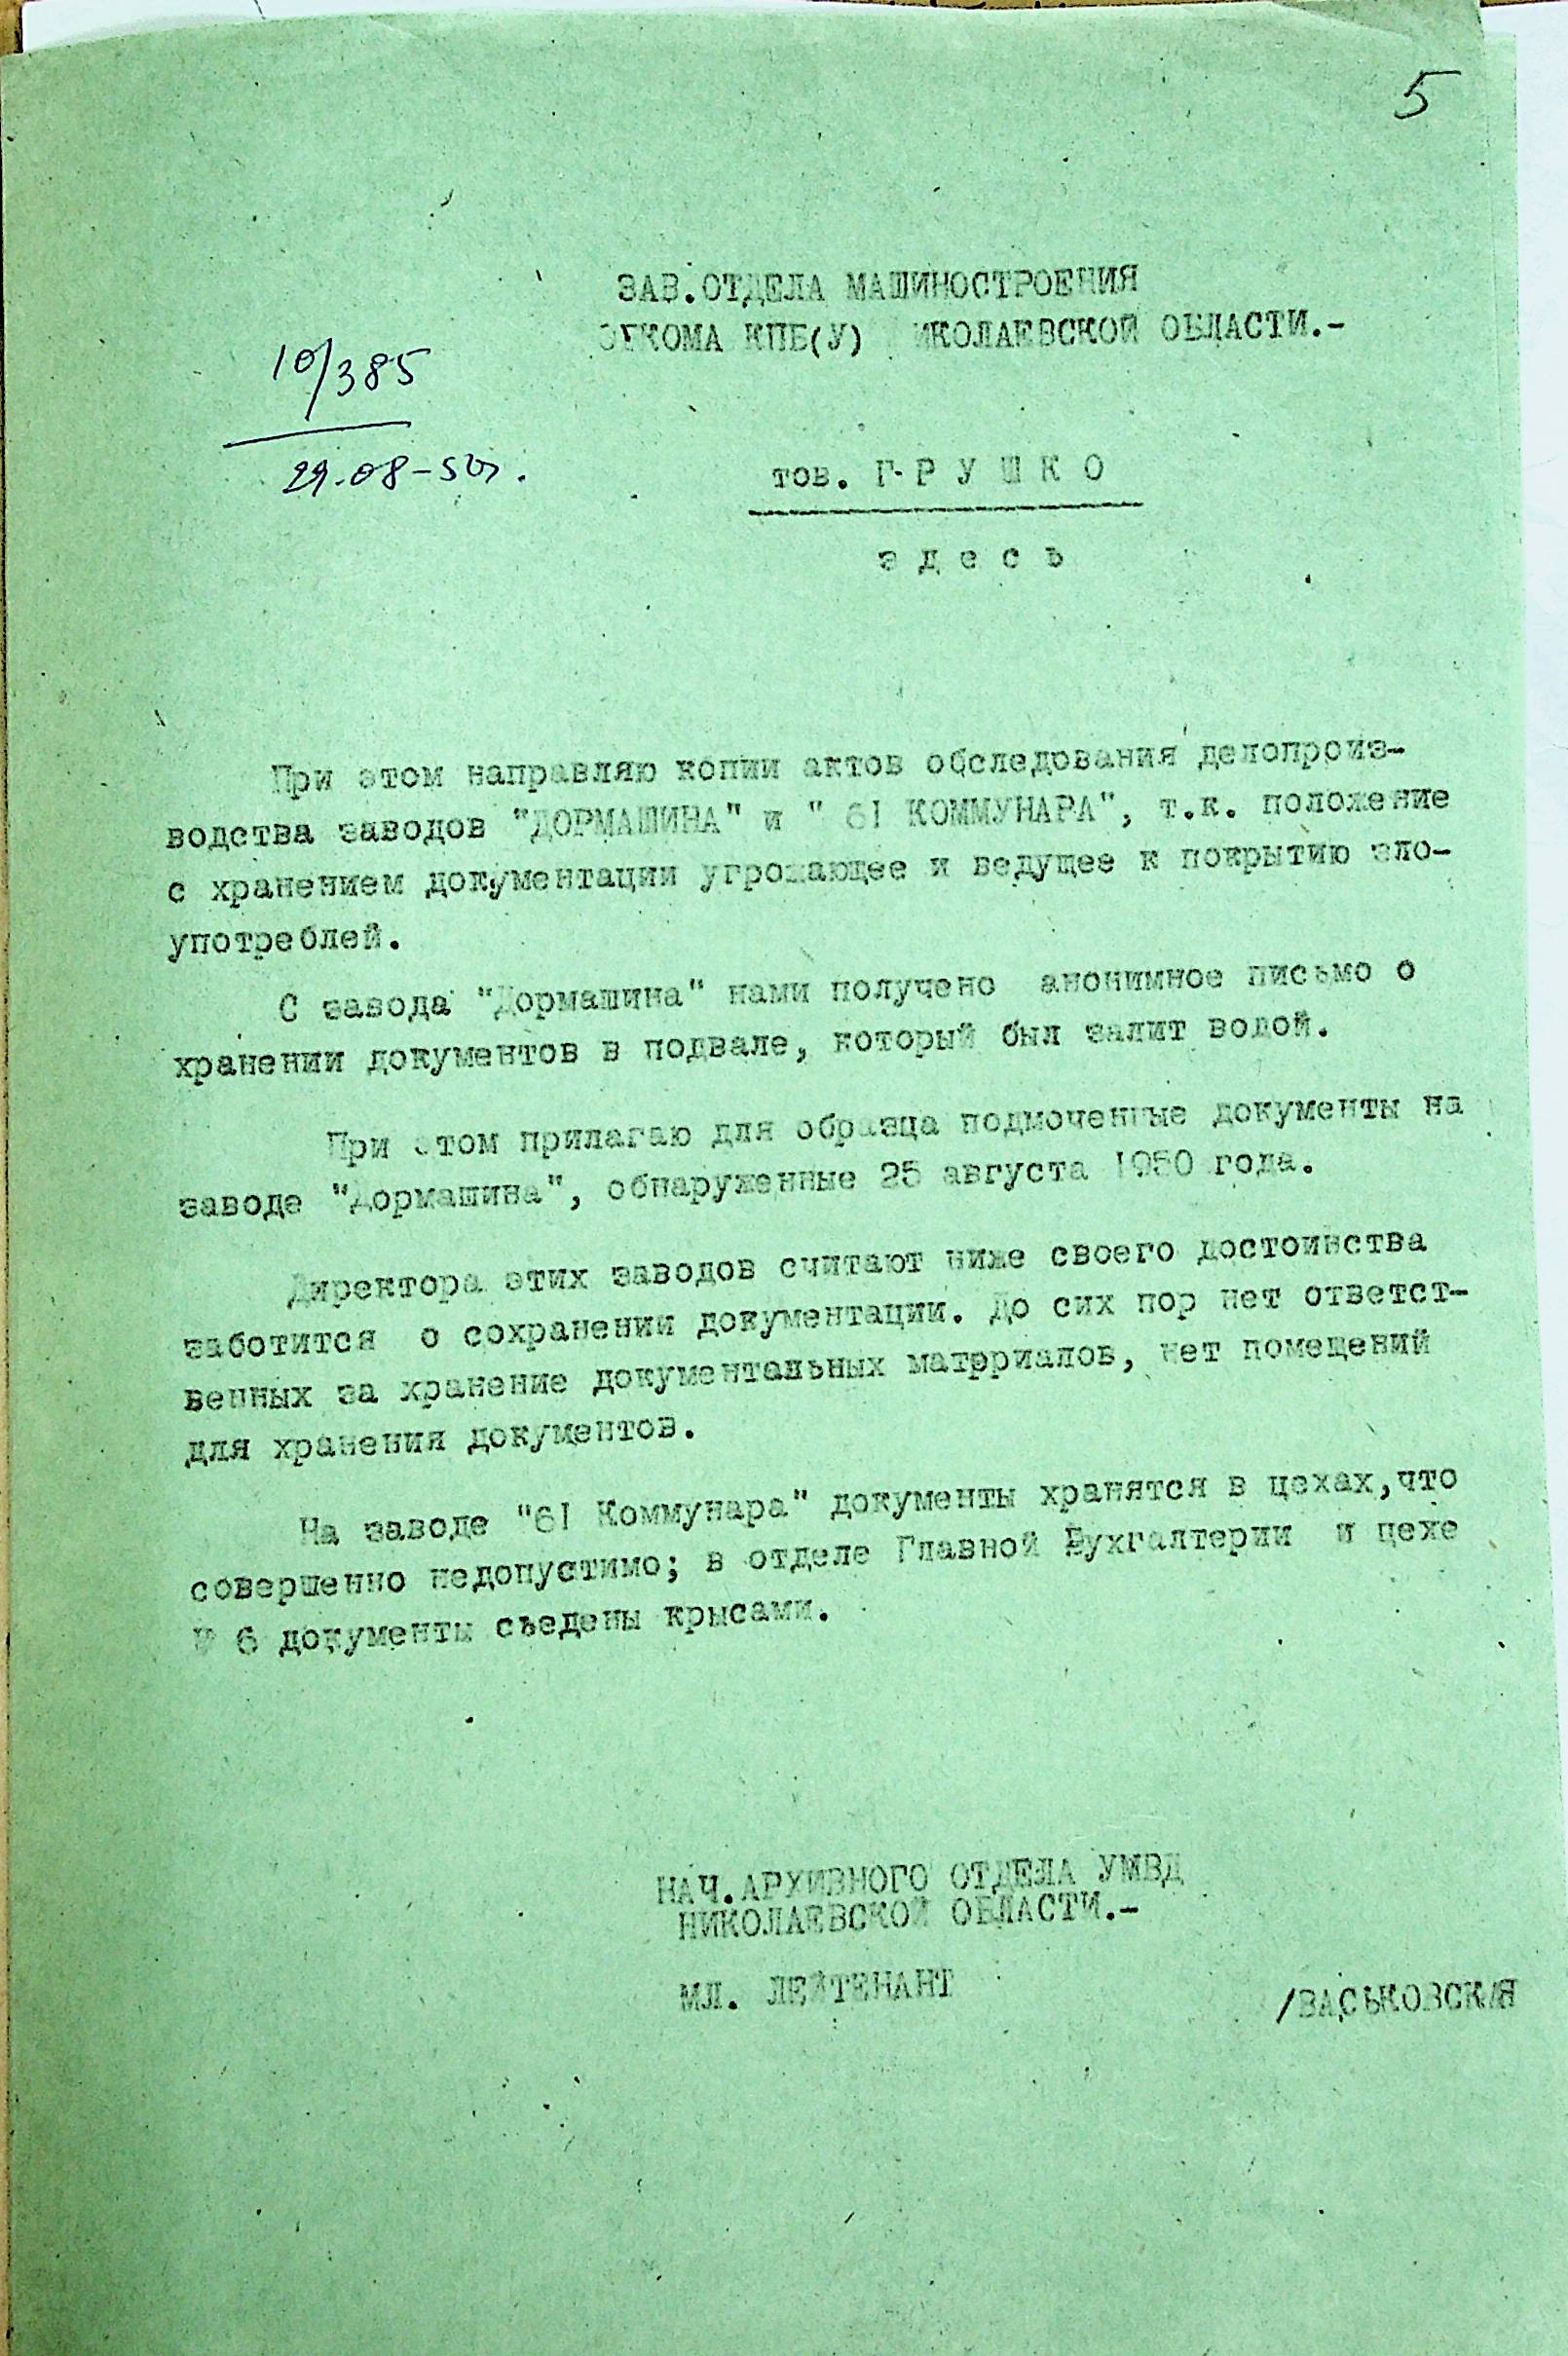 5
ЗАВ.ОТДЕЛА МАШИНОСТРОЕНИЯ
ОБКОМА КПБ(У) НИКОЛАЕВСКОЙ ОБЛАСТИ.-
10/385
29.08-50г.
тов. Г Р У Ш К О
здесь
При этом направляю копии актов обследования делопроиз-
водства заводов "ДОРМАШИНА" и " 61 КОММУНАРА", т.к. положение
с хранением документации угрожающее и ведущее к покрытию зло-
употреблей.
С завода "Дормашина" нами получено анонимное письмо о
хранении документов в подвале, который был залит водой.
При этом прилагаю для образца подмоченные документы на
заводе "Дормашина", обнаруженные 25 августа 1950 года.
Директора этих заводов считают ниже своего достоинства
заботится о сохранении документации. До сих пор нет ответст-
венных за хранение документальных матрриалов, нет помещений
для хранения документов.
На заводе "61 Коммунара" документы хранятся в цехах,что
совершенно недопустимо; в отделе Главной Бухгалтерии и цехе
№ 6 документы съедены крысами.
НАЧ.АРХИВНОГО ОТДЕЛА УМВД
НИКОЛАЕВСКОЙ ОБЛАСТИ.-
МЛ. ЛЕЙТЕНАНТ
/ВАСЬКОВСКАЯ